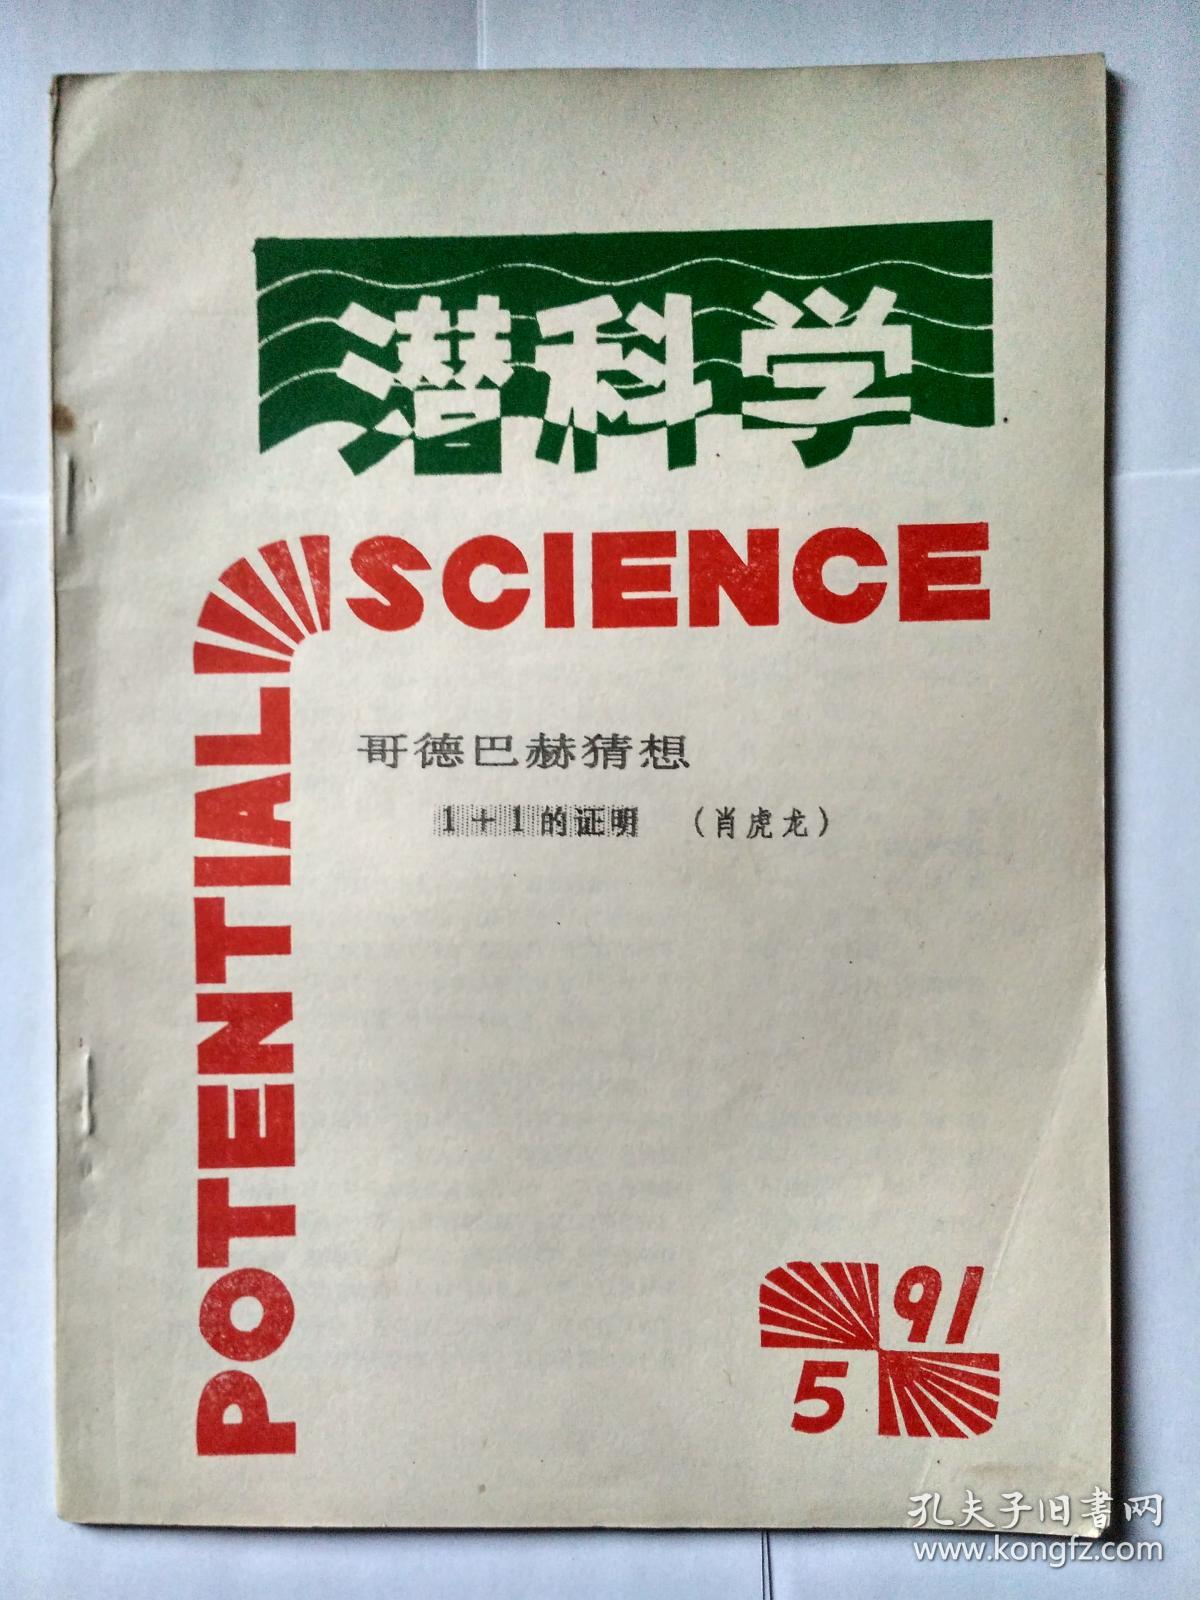 潜科学
POTENTIAL SCIENCE
哥德巴赫猜想
1+1的证明 (肖虎龙)
91
5
孔夫子旧書网
www.kongfz.com